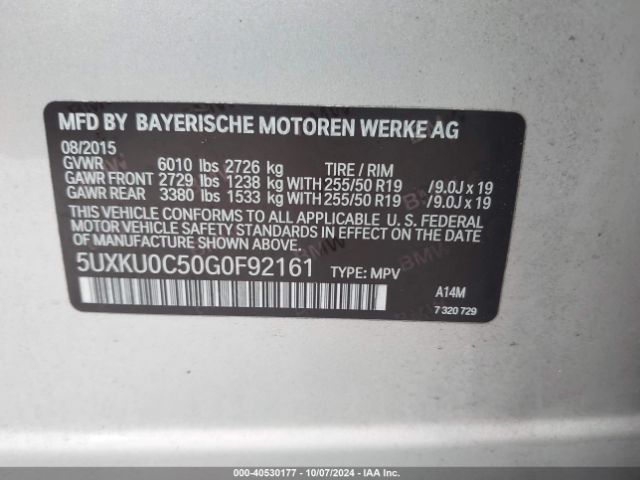 MFD BY BAYERISCHE MOTOREN WERKE AG
08/2015
GVWR 6010 lbs 2726 kg TIRE / RIM
GAWR FRONT 2729 lbs 1238 kg WITH 255/50 R19 /9.0J x 19
GAWR REAR 3380 lbs 1533 kg WITH 255/50 R19 /9.0J x 19
THIS VEHICLE CONFORMS TO ALL APPLICABLE U. S. FEDERAL
MOTOR VEHICLE SAFETY STANDARDS IN EFFECT ON THE
DATE OF MANUFACTURE SHOWN ABOVE.
5UXKU0C50G0F92161 TYPE: MPV
A14M
7 320 729
000-40530177 - 10/07/2024 - IAA, Inc.